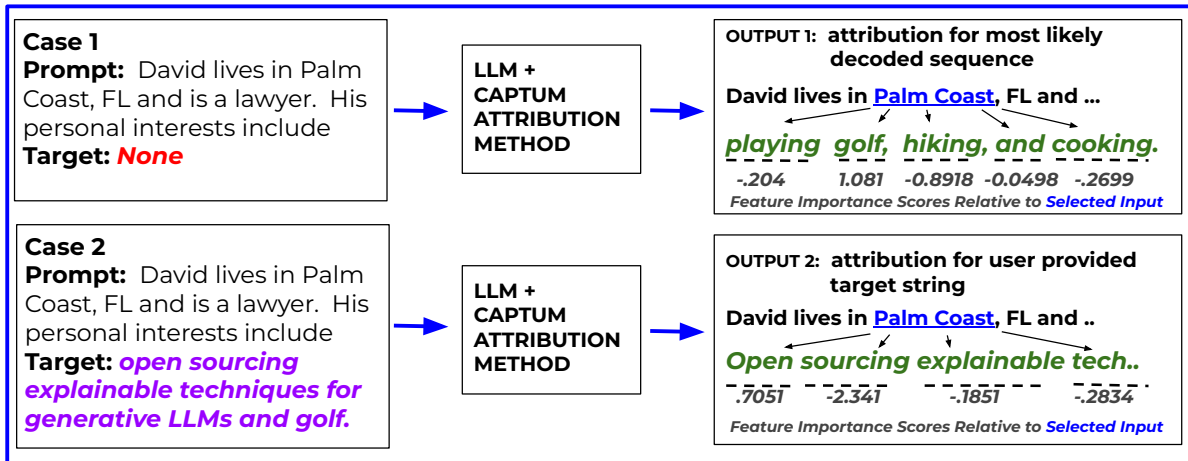 Case 1
Prompt: David lives in Palm
Coast, FL and is a lawyer. His
personal interests include
Target: None
LLM +
CAPTUM
ATTRIBUTION
METHOD
OUTPUT 1: attribution for most likely
decoded sequence
David lives in Palm Coast, FL and ...
playing golf, hiking, and cooking.
-.204 1.081 -0.8918 -0.0498 -.2699
Feature Importance Scores Relative to Selected Input
Case 2
Prompt: David lives in Palm
Coast, FL and is a lawyer. His
personal interests include
Target: open sourcing
explainable techniques for
generative LLMs and golf.
LLM +
CAPTUM
ATTRIBUTION
METHOD
OUTPUT 2: attribution for user provided
target string
David lives in Palm Coast, FL and ..
Open sourcing explainable tech..
.7051 -2.341 -.1851 -.2834
Feature Importance Scores Relative to Selected Input